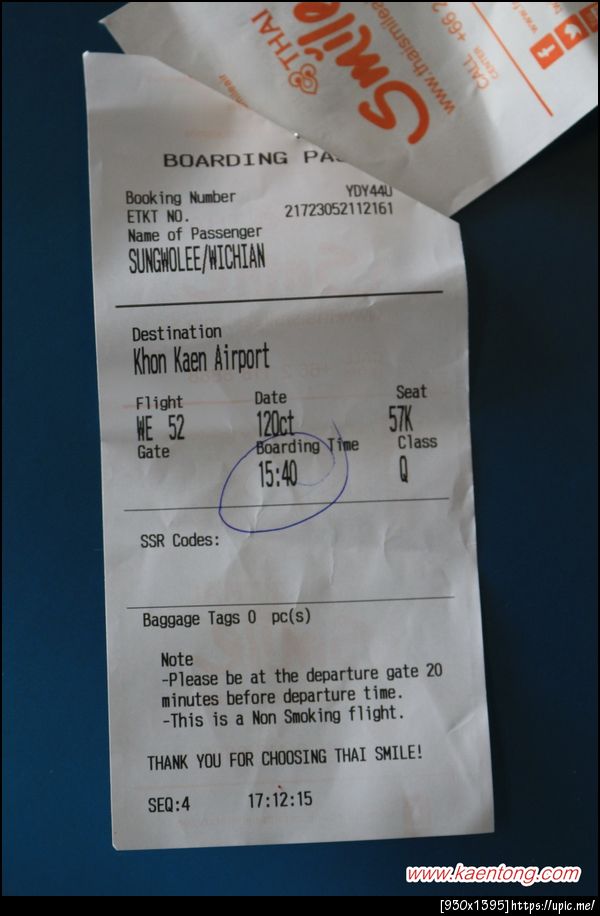 THAI
Smile
www.thaismileair
CALL
CENTER +66 2
BOARDING PA
Booking Number YDY44U
ETKT NO. 21723052112161
Name of Passenger
SUNGWOLEE/WICHIAN
Destination
Khon Kaen Airport
Flight Date Seat
WE 52 12Oct 57K
Gate Boarding Time Class
15:40 Q
SSR Codes:
Baggage Tags 0 pc(s)
Note
-Please be at the departure gate 20
minutes before departure time.
-This is a Non Smoking flight.
THANK YOU FOR CHOOSING THAI SMILE!
SEQ:4 17:12:15
www.kaentong.com
[930x1395]https://upic.me/